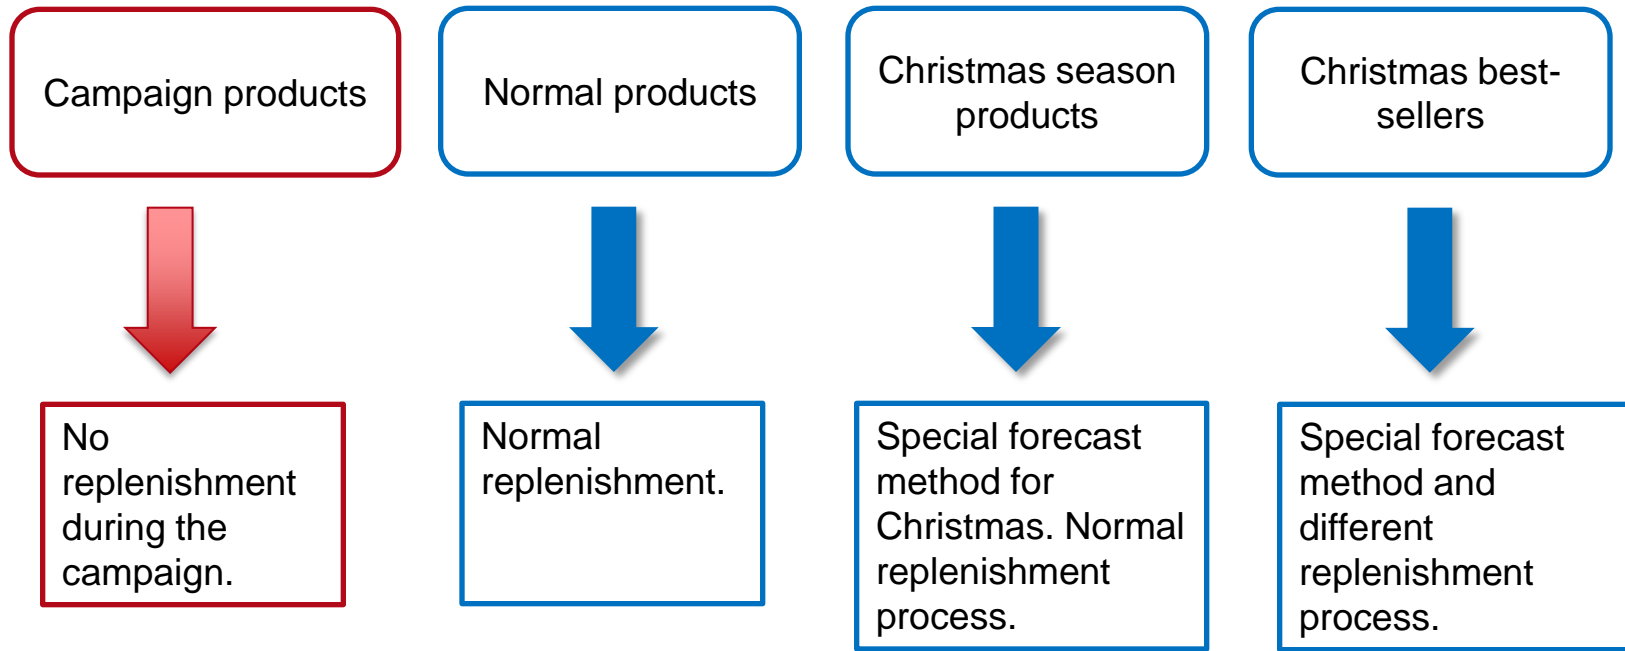 Campaign products
Normal products
Christmas season
products
Christmas best-
sellers
No
replenishment
during the
campaign.
Normal
replenishment.
Special forecast
method for
Christmas. Normal
replenishment
process.
Special forecast
method and
different
replenishment
process.